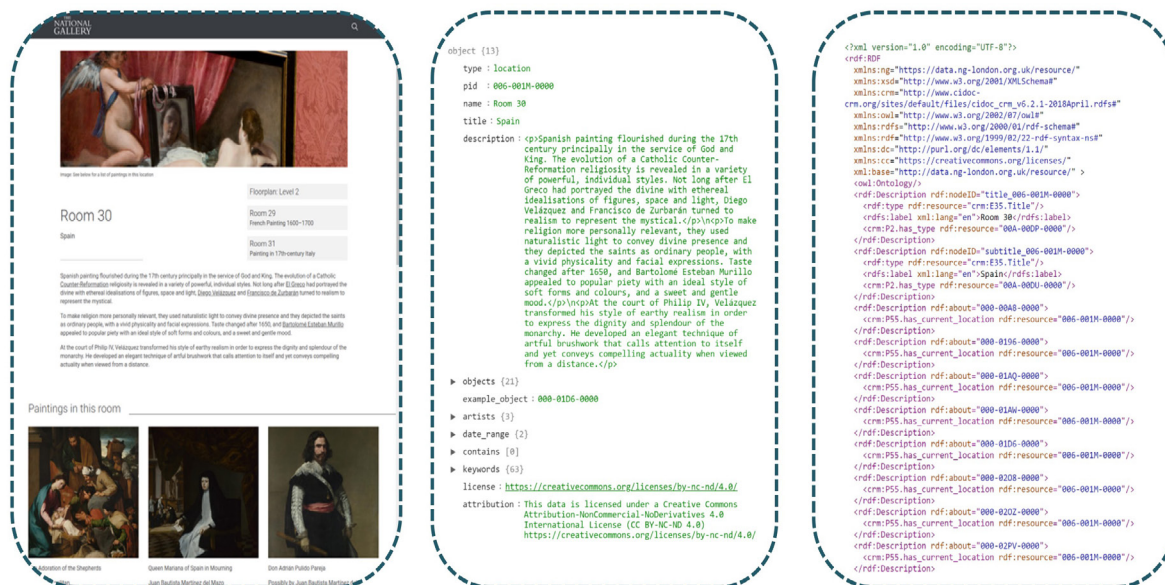 THE
NATIONAL
GALLERY
Image: See below for a list of paintings in this location
Floorplan: Level 2
Room 30
Spain
Room 29
French Painting 1600–1700
Room 31
Painting in 17th-century Italy
Spanish painting flourished during the 17th century principally in the service of God and King. The evolution of a Catholic
Counter-Reformation religiosity is revealed in a variety of powerful, individual styles. Not long after El Greco had portrayed the
divine with ethereal idealisations of figures, space and light, Diego Velázquez and Francisco de Zurbarán turned to realism to
represent the mystical.
To make religion more personally relevant, they used naturalistic light to convey divine presence and they depicted the saints
as ordinary people, with a vivid physicality and facial expressions. Taste changed after 1650, and Bartolomé Esteban Murillo
appealed to popular piety with an ideal style of soft forms and colours, and a sweet and gentle mood.
At the court of Philip IV, Velázquez transformed his style of earthy realism in order to express the dignity and splendour of the
monarchy. He developed an elegant technique of artful brushwork that calls attention to itself and yet conveys compelling
actuality when viewed from a distance.
Paintings in this room
Adoration of the Shepherds
Queen Mariana of Spain in Mourning
Don Adrián Pulido Pareja
Juan Bautista Martínez del Mazo
Possibly by Juan Bautista Martínez
object {13}
type : location
pid : 006-001M-0000
name : Room 30
title : Spain
description : <p>Spanish painting flourished during the 17th
century principally in the service of God and
King. The evolution of a Catholic Counter-
Reformation religiosity is revealed in a variety
of powerful, individual styles. Not long after El
Greco had portrayed the divine with ethereal
idealisations of figures, space and light, Diego
Velázquez and Francisco de Zurbarán turned to
realism to represent the mystical.</p>\n<p>To make
religion more personally relevant, they used
naturalistic light to convey divine presence and
they depicted the saints as ordinary people, with
a vivid physicality and facial expressions. Taste
changed after 1650, and Bartolomé Esteban Murillo
appealed to popular piety with an ideal style of
soft forms and colours, and a sweet and gentle
mood.</p>\n<p>At the court of Philip IV, Velázquez
transformed his style of earthy realism in order
to express the dignity and splendour of the
monarchy. He developed an elegant technique of
artful brushwork that calls attention to itself
and yet conveys compelling actuality when viewed
from a distance.</p>
objects {21}
example_object : 000-01D6-0000
artists {3}
date_range {2}
contains [0]
keywords {63}
license : https://creativecommons.org/licenses/by-nc-nd/4.0/
attribution : This data is licensed under a Creative Commons
Attribution-NonCommercial-NoDerivatives 4.0
International License (CC BY-NC-ND 4.0)
https://creativecommons.org/licenses/by-nc-nd/4.0/
<?xml version="1.0" encoding="UTF-8"?>
<rdf:RDF
xmlns:ng="https://data.ng-london.org.uk/resource/"
xmlns:xsd="http://www.w3.org/2001/XMLSchema#"
xmlns:crm="http://www.cidoc-
crm.org/sites/default/files/cidoc_crm_v6.2.1-2018April.rdfs#"
xmlns:owl="http://www.w3.org/2002/07/owl#"
xmlns:rdfs="http://www.w3.org/2000/01/rdf-schema#"
xmlns:rdf="http://www.w3.org/1999/02/22-rdf-syntax-ns#"
xmlns:dc="http://purl.org/dc/elements/1.1/"
xmlns:cc="https://creativecommons.org/licenses/"
xml:base="http://data.ng-london.org.uk/resource/" >
<owl:Ontology/>
<rdf:Description rdf:nodeID="title_006-001M-0000">
<rdf:type rdf:resource="crm:E35.Title"/>
<rdfs:label xml:lang="en">Room 30</rdfs:label>
<crm:P2.has_type rdf:resource="00A-00DP-0000"/>
</rdf:Description>
<rdf:Description rdf:nodeID="subtitle_006-001M-0000">
<rdf:type rdf:resource="crm:E35.Title"/>
<rdfs:label xml:lang="en">Spain</rdfs:label>
<crm:P2.has_type rdf:resource="00A-00DU-0000"/>
</rdf:Description>
<rdf:Description rdf:about="000-00A8-0000">
<crm:P55.has_current_location rdf:resource="006-001M-0000"/>
</rdf:Description>
<rdf:Description rdf:about="000-0196-0000">
<crm:P55.has_current_location rdf:resource="006-001M-0000"/>
</rdf:Description>
<rdf:Description rdf:about="000-01AQ-0000">
<crm:P55.has_current_location rdf:resource="006-001M-0000"/>
</rdf:Description>
<rdf:Description rdf:about="000-01AW-0000">
<crm:P55.has_current_location rdf:resource="006-001M-0000"/>
</rdf:Description>
<rdf:Description rdf:about="000-01D6-0000">
<crm:P55.has_current_location rdf:resource="006-001M-0000"/>
</rdf:Description>
<rdf:Description rdf:about="000-02O8-0000">
<crm:P55.has_current_location rdf:resource="006-001M-0000"/>
</rdf:Description>
<rdf:Description rdf:about="000-02OZ-0000">
<crm:P55.has_current_location rdf:resource="006-001M-0000"/>
</rdf:Description>
<rdf:Description rdf:about="000-02PV-0000">
<crm:P55.has_current_location rdf:resource="006-001M-0000"/>
</rdf:Description>